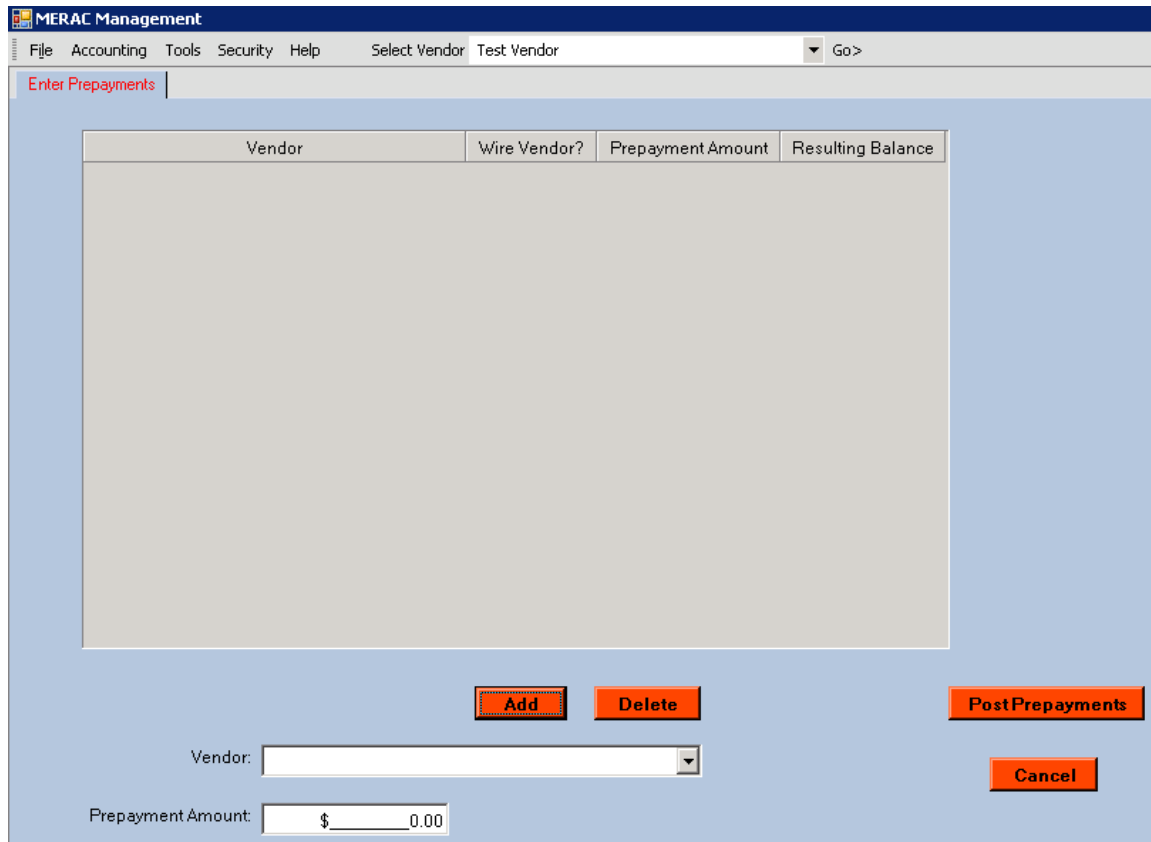 MERAC Management
File Accounting Tools Security Help Select Vendor Test Vendor Go>
Enter Prepayments
Vendor Wire Vendor? Prepayment Amount Resulting Balance
Add Delete Post Prepayments
Vendor:
Cancel
Prepayment Amount: $________0.00